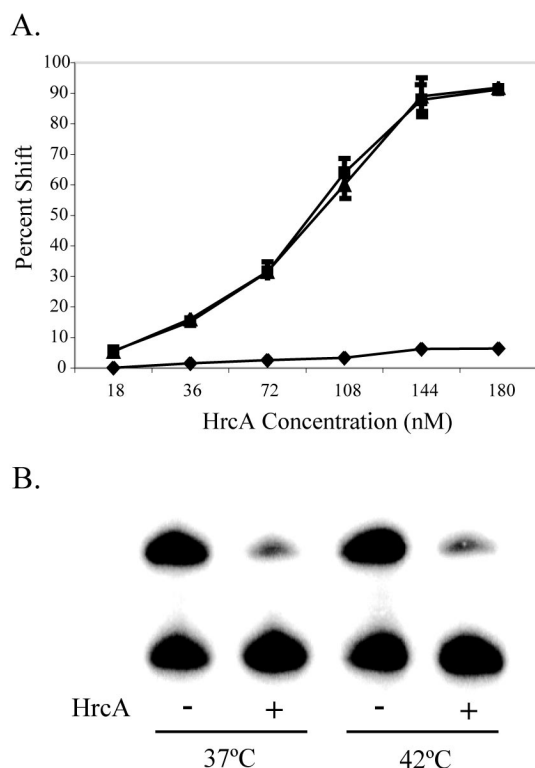 A.
100
90
80
70
60
50
40
30
20
10
0
Percent Shift
18 36 72 108 144 180
HrcA Concentration (nM)
B.
HrcA - + - +
37ºC 42ºC